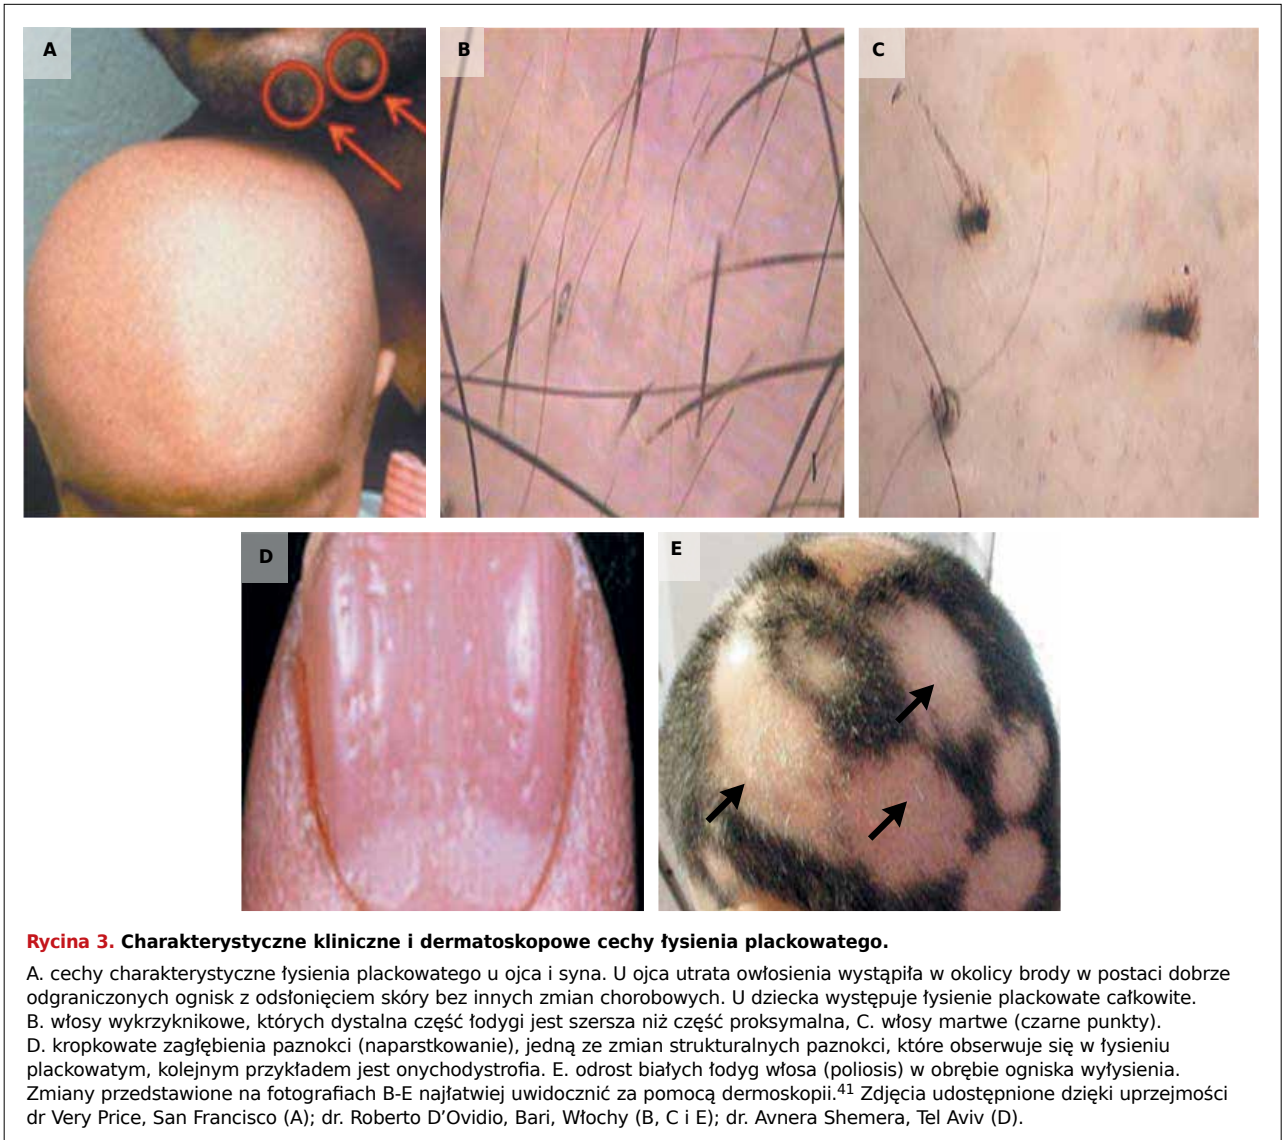 A
B
C
D
E
Rycina 3. Charakterystyczne kliniczne i dermatoskopowe cechy łysienia plackowatego.
A. cechy charakterystyczne łysienia plackowatego u ojca i syna. U ojca utrata owłosienia wystąpiła w okolicy brody w postaci dobrze
odgraniczonych ognisk z odsłonięciem skóry bez innych zmian chorobowych. U dziecka występuje łysienie plackowate całkowite.
B. włosy wykrzyknikowe, których dystalna część łodygi jest szersza niż część proksymalna, C. włosy martwe (czarne punkty).
D. kropkowate zagłębienia paznokci (naparstkowanie), jedną ze zmian strukturalnych paznokci, które obserwuje się w łysieniu
plackowatym, kolejnym przykładem jest onychodystrofia. E. odrost białych łodyg włosa (poliosis) w obrębie ogniska wyłysienia.
Zmiany przedstawione na fotografiach B-E najłatwiej uwidocznić za pomocą dermoskopii.41 Zdjęcia udostępnione dzięki uprzejmości
dr Very Price, San Francisco (A); dr. Roberto D’Ovidio, Bari, Włochy (B, C i E); dr. Avnera Shemera, Tel Aviv (D).